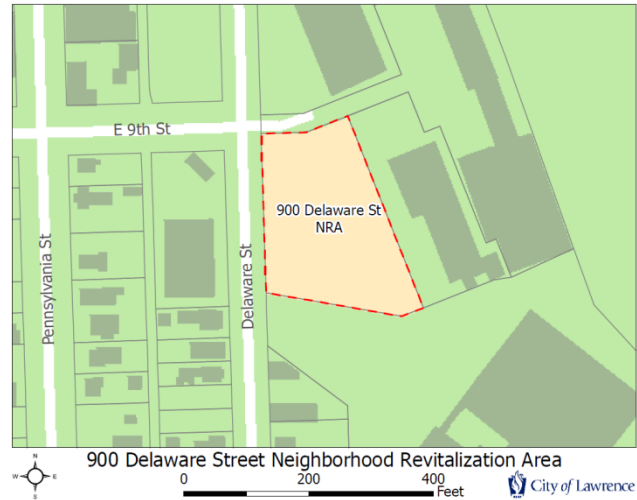 E 9th St
900 Delaware St
NRA
Pennsylvania St
Delaware St
900 Delaware Street Neighborhood Revitalization Area
N
W E
S
0 200 400
Feet
City of Lawrence